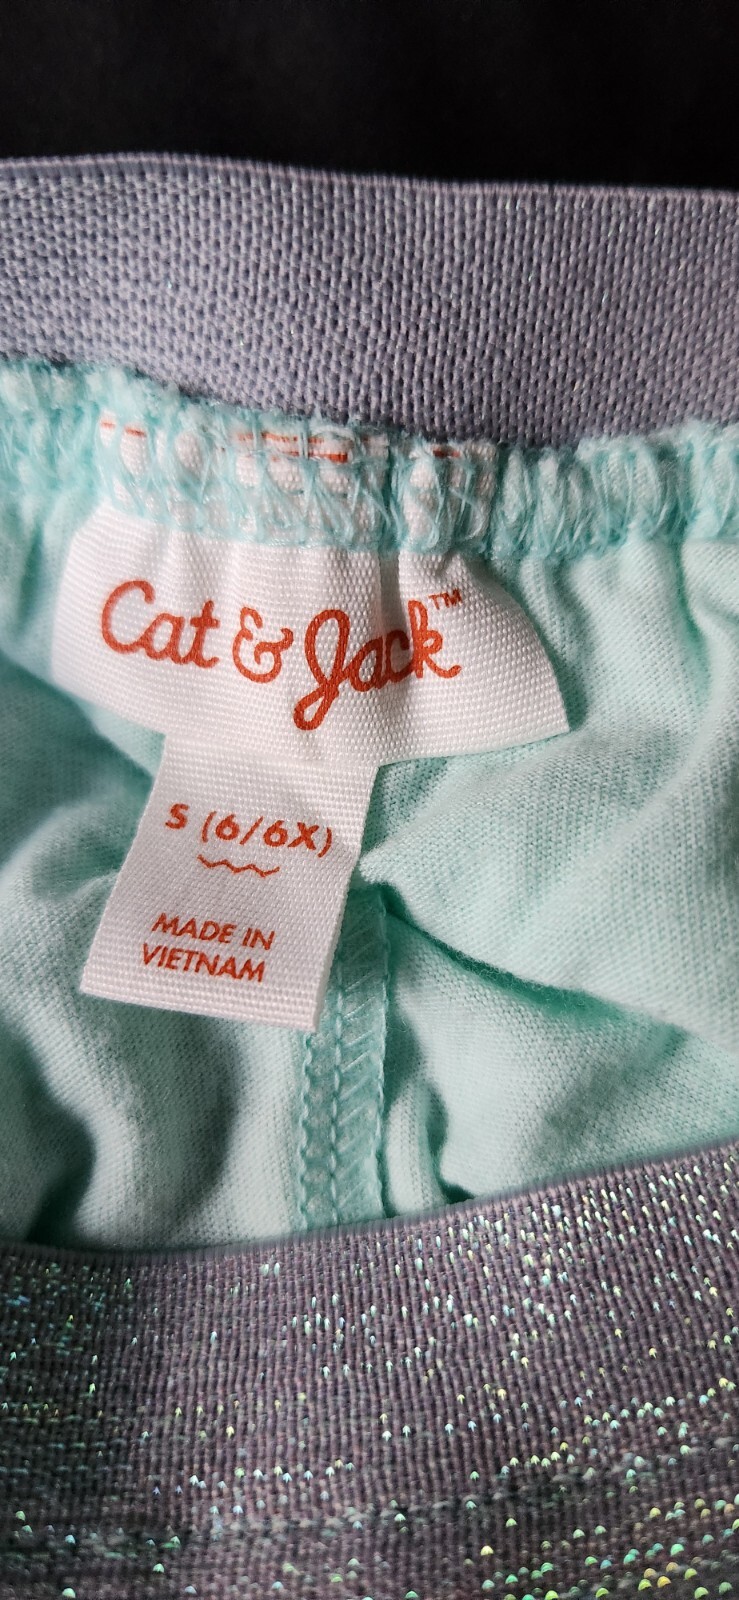 Cat & Jack™
S (6/6X)
MADE IN
VIETNAM